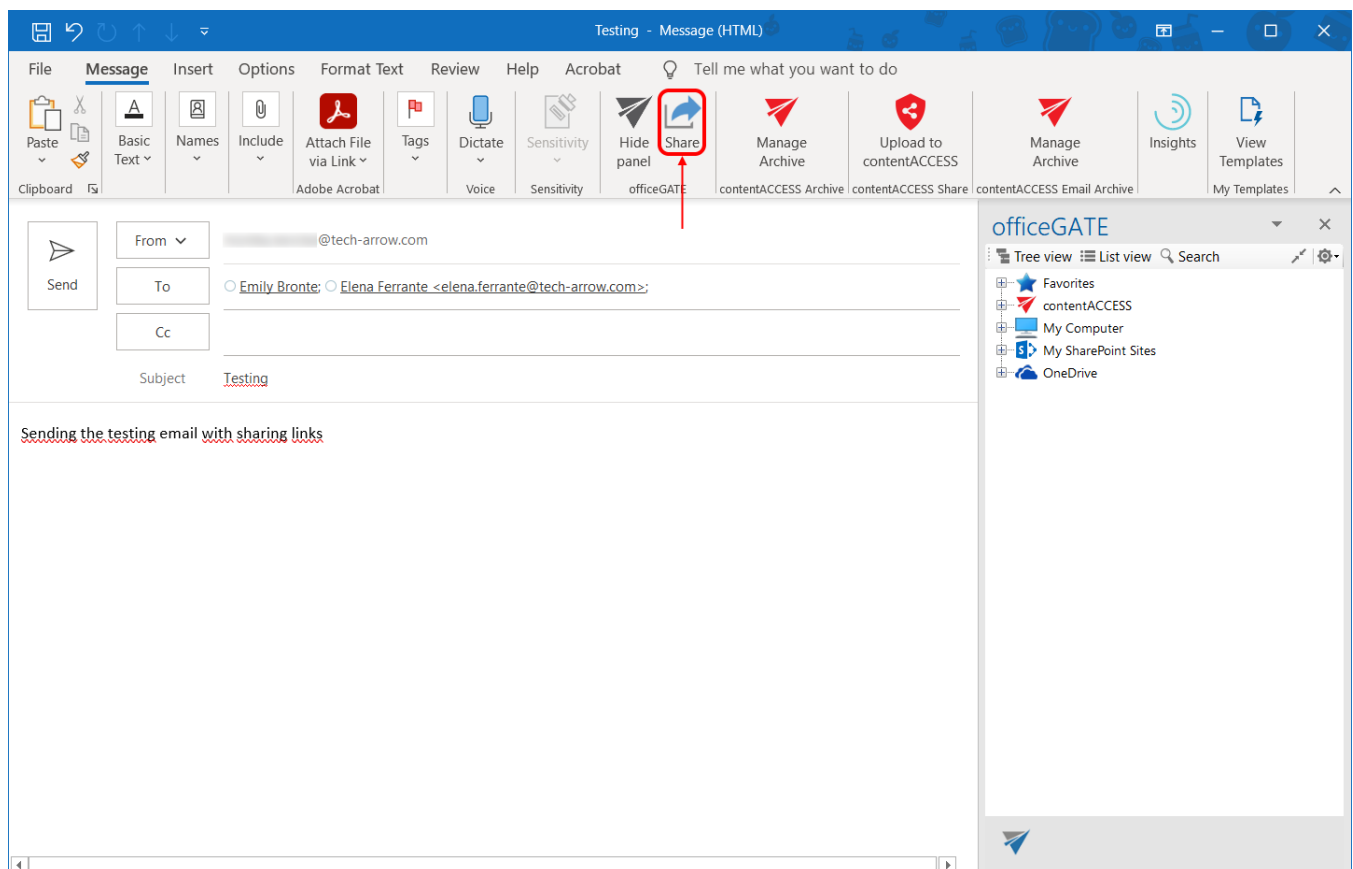 Testing - Message (HTML)
File Message Insert Options Format Text Review Help Acrobat Tell me what you want to do
Paste
Basic Text
Names
Include
Attach File via Link
Tags
Dictate
Sensitivity
Hide panel
Share
Manage Archive
Upload to contentACCESS
Manage Archive
Insights
View Templates
Clipboard Adobe Acrobat Voice Sensitivity officeGATE contentACCESS Archive contentACCESS Share contentACCESS Email Archive My Templates
Send
From @tech-arrow.com
To Emily Bronte; Elena Ferrante <elena.ferrante@tech-arrow.com>;
Cc
Subject Testing
Sending the testing email with sharing links
officeGATE
Tree view List view Search
Favorites
contentACCESS
My Computer
My SharePoint Sites
OneDrive